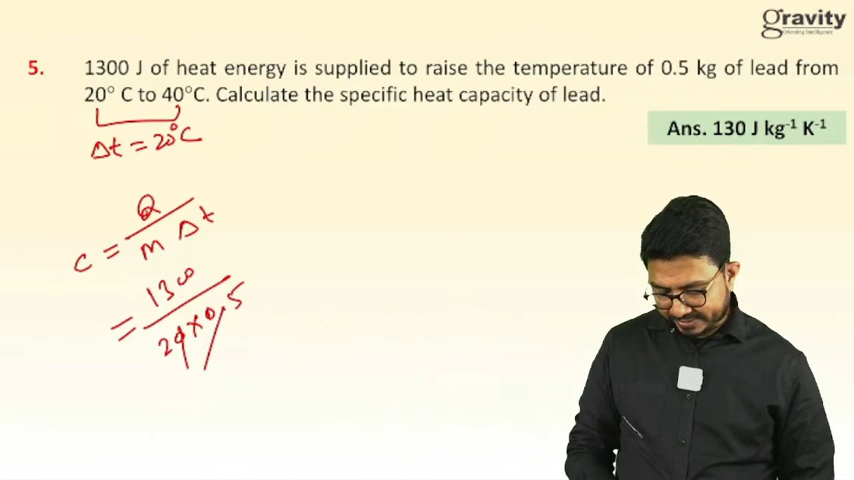 gravity
5. 1300 J of heat energy is supplied to raise the temperature of 0.5 kg of lead from
20° C to 40°C. Calculate the specific heat capacity of lead.
Ans. 130 J kg⁻¹ K⁻¹
Δt = 20°C
c = Q / m Δt
= 1300 / 20 × 0.5